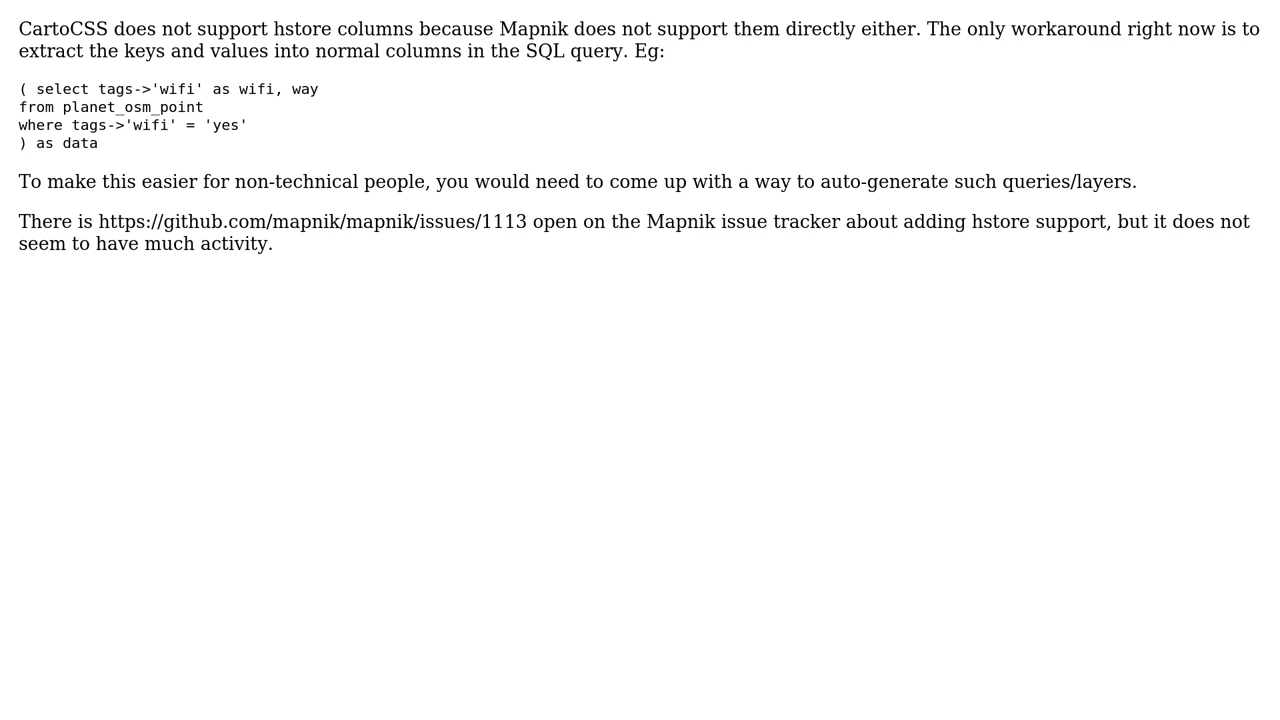 CartoCSS does not support hstore columns because Mapnik does not support them directly either. The only workaround right now is to
extract the keys and values into normal columns in the SQL query. Eg:
( select tags->'wifi' as wifi, way
from planet_osm_point
where tags->'wifi' = 'yes'
) as data
To make this easier for non-technical people, you would need to come up with a way to auto-generate such queries/layers.
There is https://github.com/mapnik/mapnik/issues/1113 open on the Mapnik issue tracker about adding hstore support, but it does not
seem to have much activity.